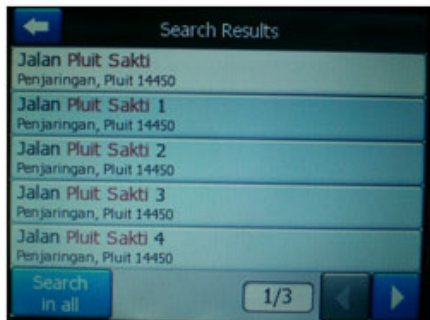 Search Results
Jalan Pluit Sakti
Penjaringan, Pluit 14450
Jalan Pluit Sakti 1
Penjaringan, Pluit 14450
Jalan Pluit Sakti 2
Penjaringan, Pluit 14450
Jalan Pluit Sakti 3
Penjaringan, Pluit 14450
Jalan Pluit Sakti 4
Penjaringan, Pluit 14450
Search
in all
1/3